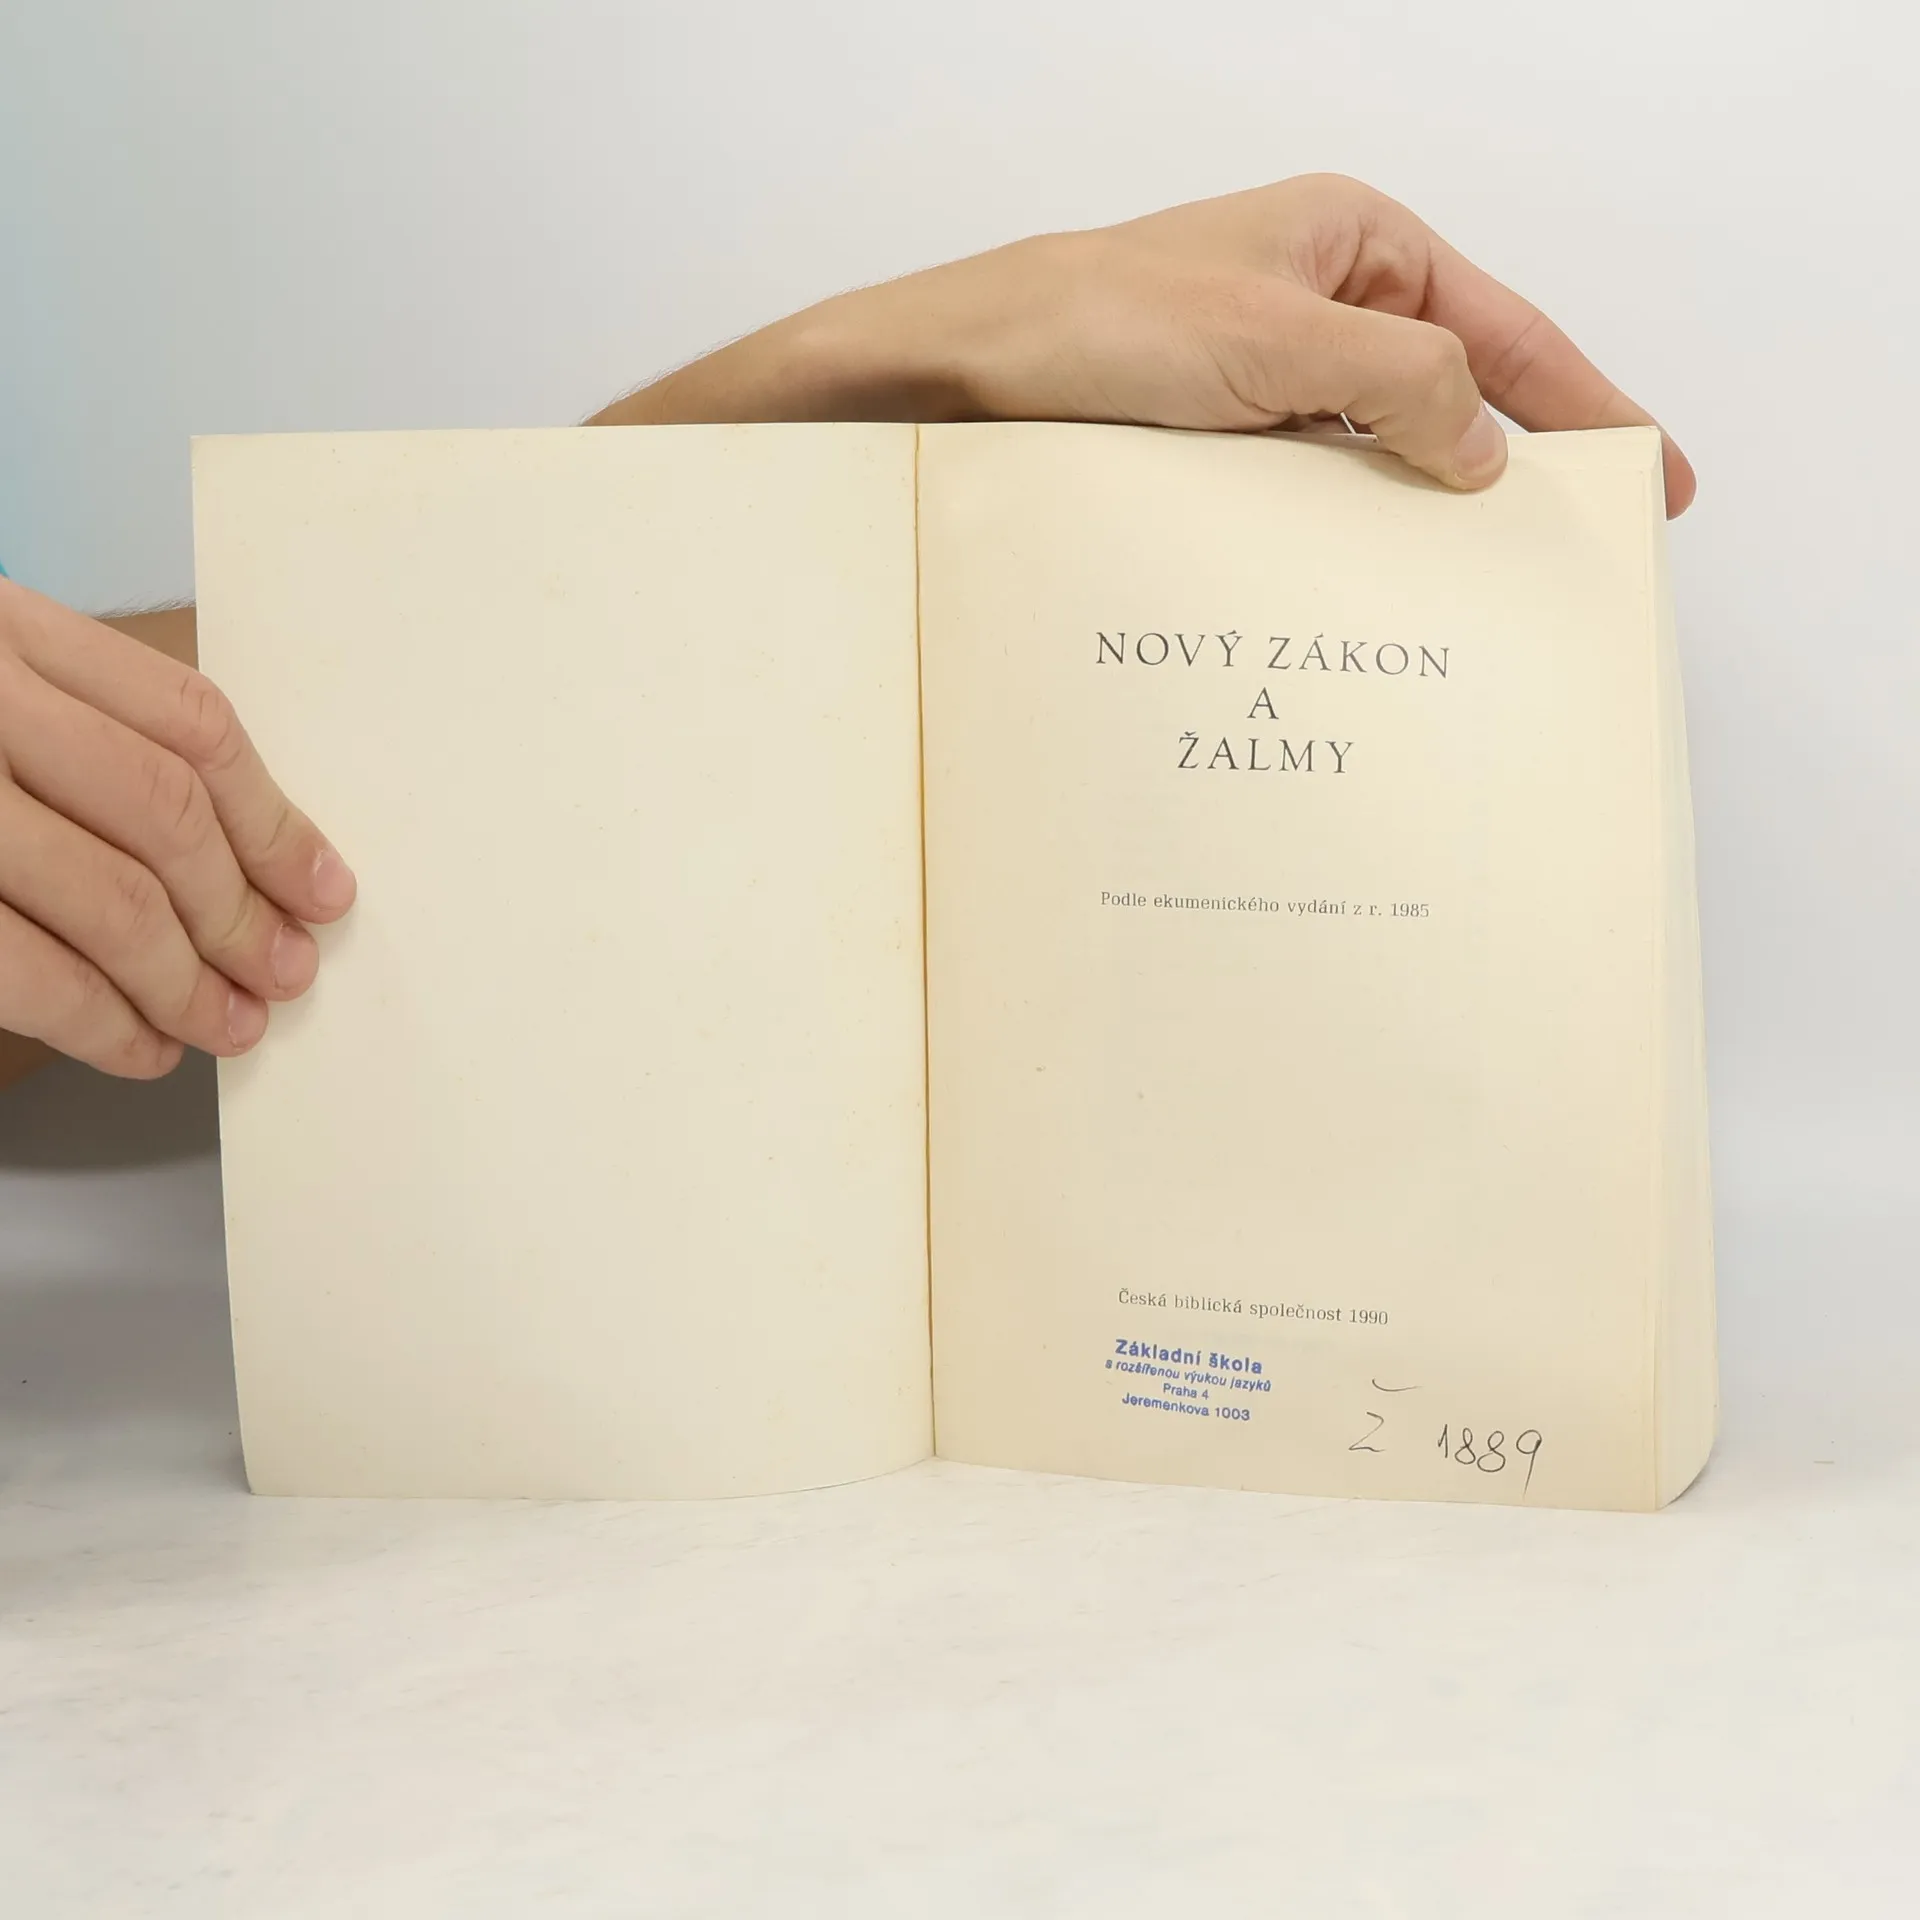 NOVÝ ZÁKON
A
ŽALMY
Podle ekumenického vydání z r. 1985
Česká biblická společnost 1990
Základní škola
s rozšířenou výukou jazyků
Praha 4
Jeremenkova 1003
Ž 1889